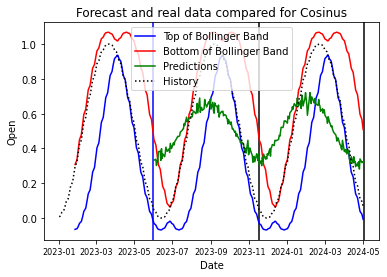 Forecast and real data compared for Cosinus
Top of Bollinger Band
Bottom of Bollinger Band
Predictions
History
Open
1.0
0.8
0.6
0.4
0.2
0.0
2023-01 2023-03 2023-05 2023-07 2023-09 2023-11 2024-01 2024-03 2024-05
Date